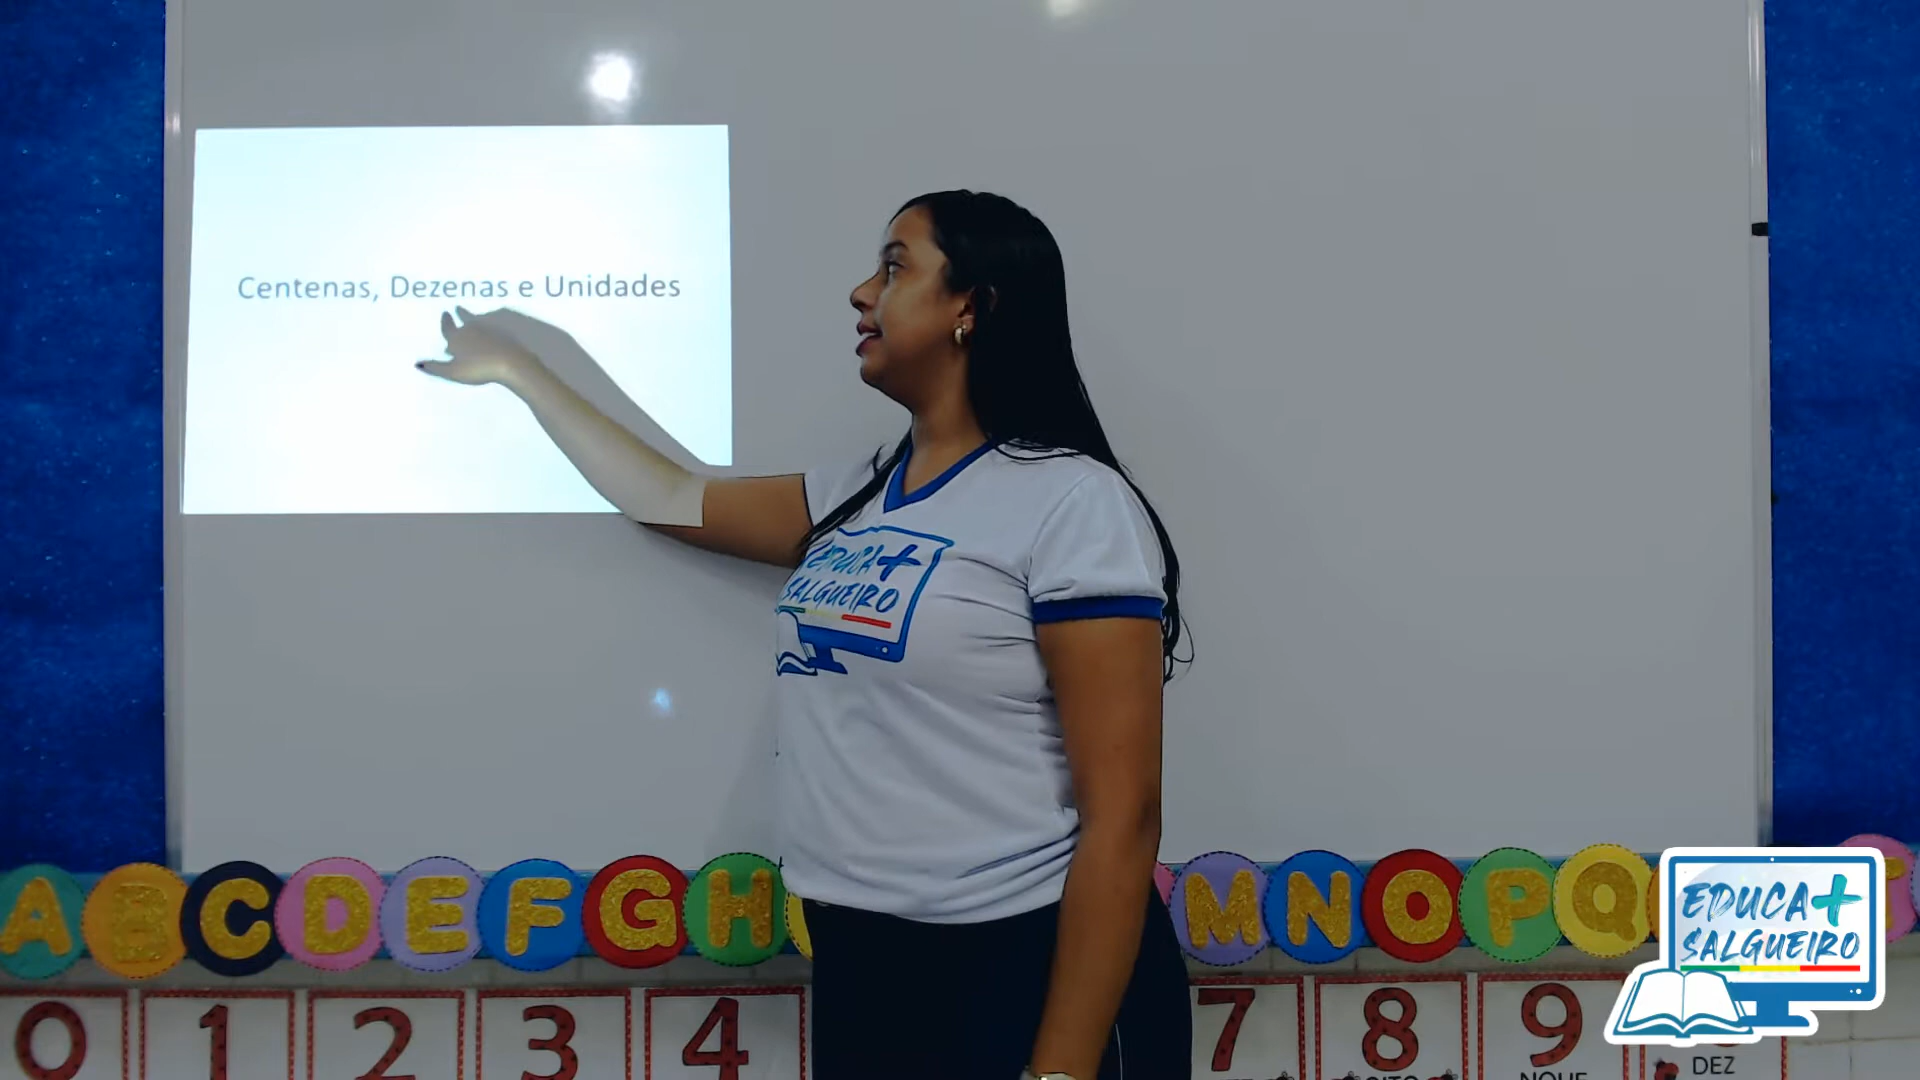 Centenas, Dezenas e Unidades
EDUCA+
SALGUEIRO
A B C D E F G H M N O P Q
0 1 2 3 4 7 8 9
DEZ
EDUCA+
SALGUEIRO